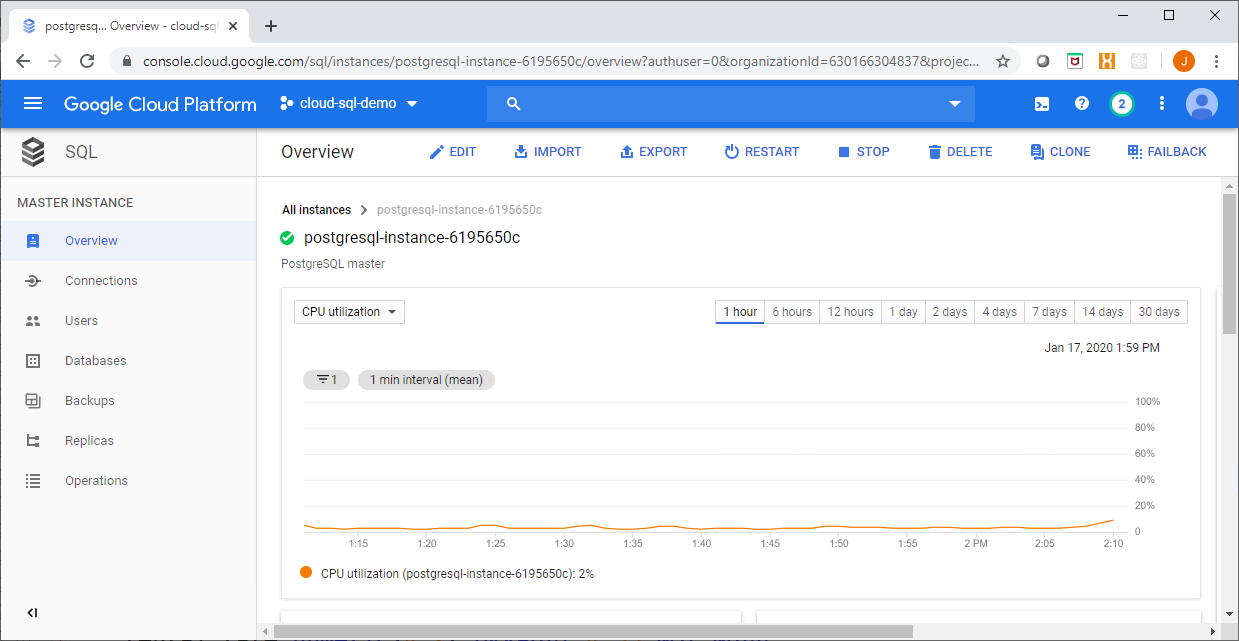 postgresq... Overview - cloud-sql
console.cloud.google.com/sql/instances/postgresql-instance-6195650c/overview?authuser=0&organizationId=630166304837&projec...
J
Google Cloud Platform
cloud-sql-demo
2
SQL
Overview
EDIT
IMPORT
EXPORT
RESTART
STOP
DELETE
CLONE
FAILBACK
MASTER INSTANCE
Overview
Connections
Users
Databases
Backups
Replicas
Operations
All instances
postgresql-instance-6195650c
postgresql-instance-6195650c
PostgreSQL master
CPU utilization
1 hour
6 hours
12 hours
1 day
2 days
4 days
7 days
14 days
30 days
Jan 17, 2020 1:59 PM
1
1 min interval (mean)
100%
80%
60%
40%
20%
0
1:15
1:20
1:25
1:30
1:35
1:40
1:45
1:50
1:55
2 PM
2:05
2:10
CPU utilization (postgresql-instance-6195650c): 2%